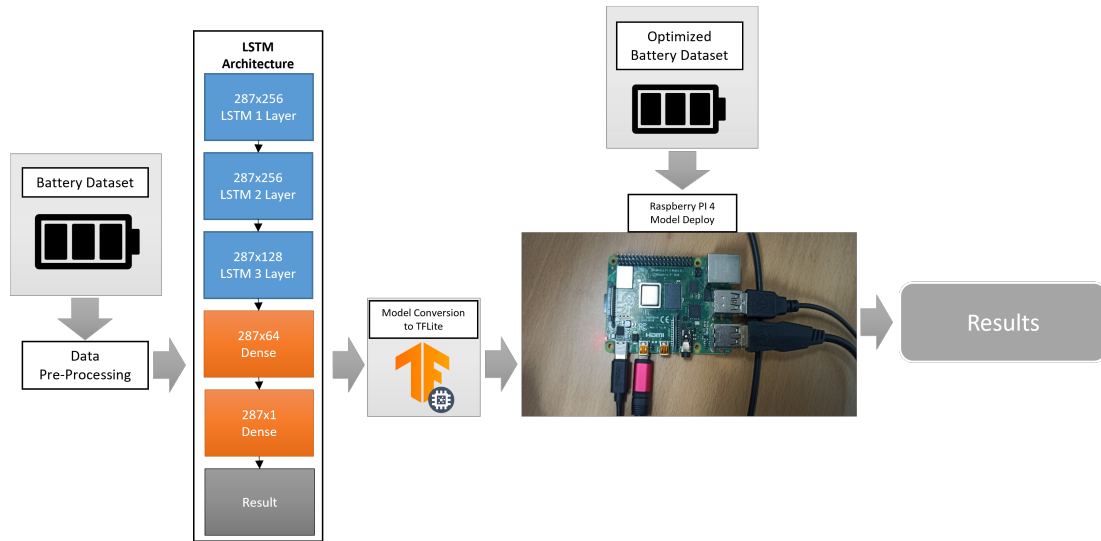 Battery Dataset
Data
Pre-Processing
LSTM
Architecture
287x256
LSTM 1 Layer
287x256
LSTM 2 Layer
287x128
LSTM 3 Layer
287x64
Dense
287x1
Dense
Result
Model Conversion
to TFLite
Optimized
Battery Dataset
Raspberry PI 4
Model Deploy
HDMI
Results